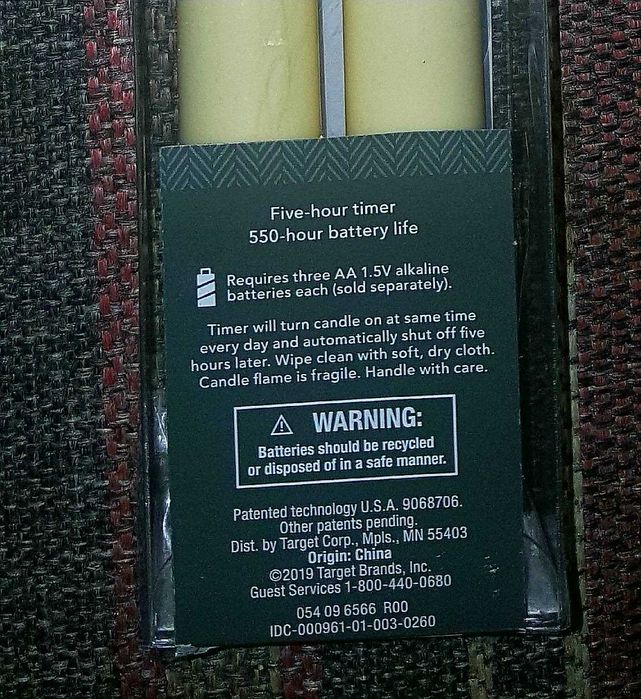 Five-hour timer
550-hour battery life
Requires three AA 1.5V alkaline
batteries each (sold separately).
Timer will turn candle on at same time
every day and automatically shut off five
hours later. Wipe clean with soft, dry cloth.
Candle flame is fragile. Handle with care.
WARNING:
Batteries should be recycled
or disposed of in a safe manner.
Patented technology U.S.A. 9068706.
Other patents pending.
Dist. by Target Corp., Mpls., MN 55403
Origin: China
©2019 Target Brands, Inc.
Guest Services 1-800-440-0680
054 09 6566 R00
IDC-000961-01-003-0260